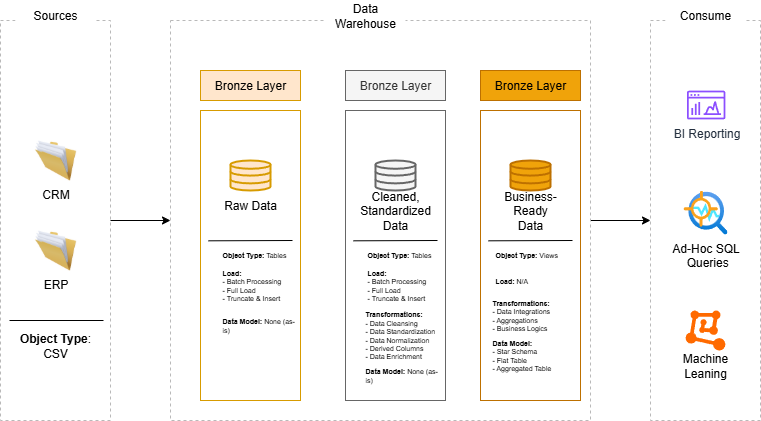 Sources
CRM
ERP
Object Type:
CSV
Data
Warehouse
Bronze Layer
Raw Data
Object Type: Tables
Load:
- Batch Processing
- Full Load
- Truncate & Insert
Data Model: None (as-
is)
Bronze Layer
Cleaned,
Standardized
Data
Object Type: Tables
Load:
- Batch Processing
- Full Load
- Truncate & Insert
Transformations:
- Data Cleansing
- Data Standardization
- Data Normalization
- Derived Columns
- Data Enrichment
Data Model: None (as-
is)
Bronze Layer
Business-
Ready
Data
Object Type: Views
Load: N/A
Transformations:
- Data Integrations
- Aggregations
- Business Logics
Data Model:
- Star Schema
- Flat Table
- Aggregated Table
Consume
BI Reporting
Ad-Hoc SQL
Queries
Machine
Leaning